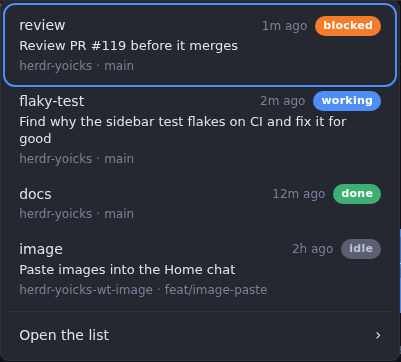 review 1m ago blocked
Review PR #119 before it merges
herdr-yoicks · main
flaky-test 2m ago working
Find why the sidebar test flakes on CI and fix it for
good
herdr-yoicks · main
docs 12m ago done
herdr-yoicks · main
image 2h ago idle
Paste images into the Home chat
herdr-yoicks-wt-image · feat/image-paste
Open the list ›